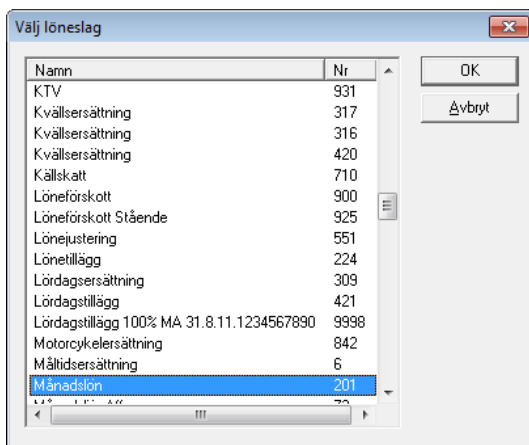 Välj löneslag
Namn Nr
KTV 931
Kvällsersättning 317
Kvällsersättning 316
Kvällsersättning 420
Källskatt 710
Löneförskott 900
Löneförskott Stående 925
Lönejustering 551
Lönetillägg 224
Lördagsersättning 309
Lördagstillägg 421
Lördagstillägg 100% MA 31.8.11.1234567890 9998
Motorcykelersättning 842
Måltidsersättning 6
Månadslön 201
OK
Avbryt